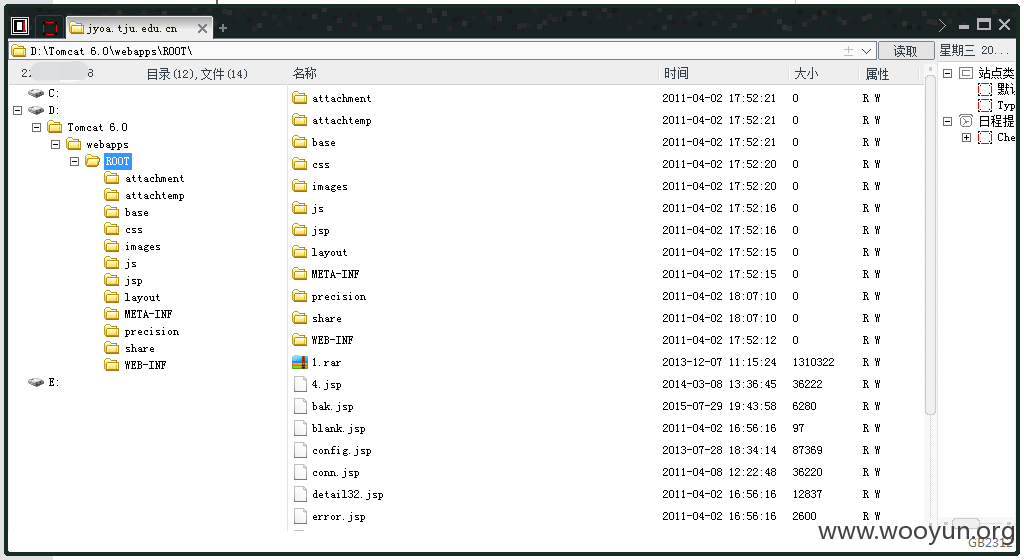 jyoa.tju.edu.cn
D:\Tomcat 6.0\webapps\ROOT\
读取
星期三 20...
目录(12),文件(14)
名称 时间 大小 属性
C:
D:
Tomcat 6.0
webapps
ROOT
attachment
attachtemp
base
css
images
js
jsp
layout
META-INF
precision
share
WEB-INF
E:
attachment 2011-04-02 17:52:21 0 R W
attachtemp 2011-04-02 17:52:21 0 R W
base 2011-04-02 17:52:21 0 R W
css 2011-04-02 17:52:20 0 R W
images 2011-04-02 17:52:20 0 R W
js 2011-04-02 17:52:16 0 R W
jsp 2011-04-02 17:52:16 0 R W
layout 2011-04-02 17:52:15 0 R W
META-INF 2011-04-02 17:52:15 0 R W
precision 2011-04-02 18:07:10 0 R W
share 2011-04-02 18:07:10 0 R W
WEB-INF 2011-04-02 17:52:12 0 R W
1.rar 2013-12-07 11:15:24 1310322 R W
4.jsp 2014-03-08 13:36:45 36222 R W
bak.jsp 2015-07-29 19:43:58 6280 R W
blank.jsp 2011-04-02 16:56:16 97 R W
config.jsp 2013-07-28 18:34:14 87369 R W
conn.jsp 2011-04-08 12:22:48 36220 R W
detail32.jsp 2011-04-02 16:56:16 12837 R W
error.jsp 2011-04-02 16:56:16 2600 R W
站点类
默认
Typ
日程提
Che
www.wooyun.org
GB2312